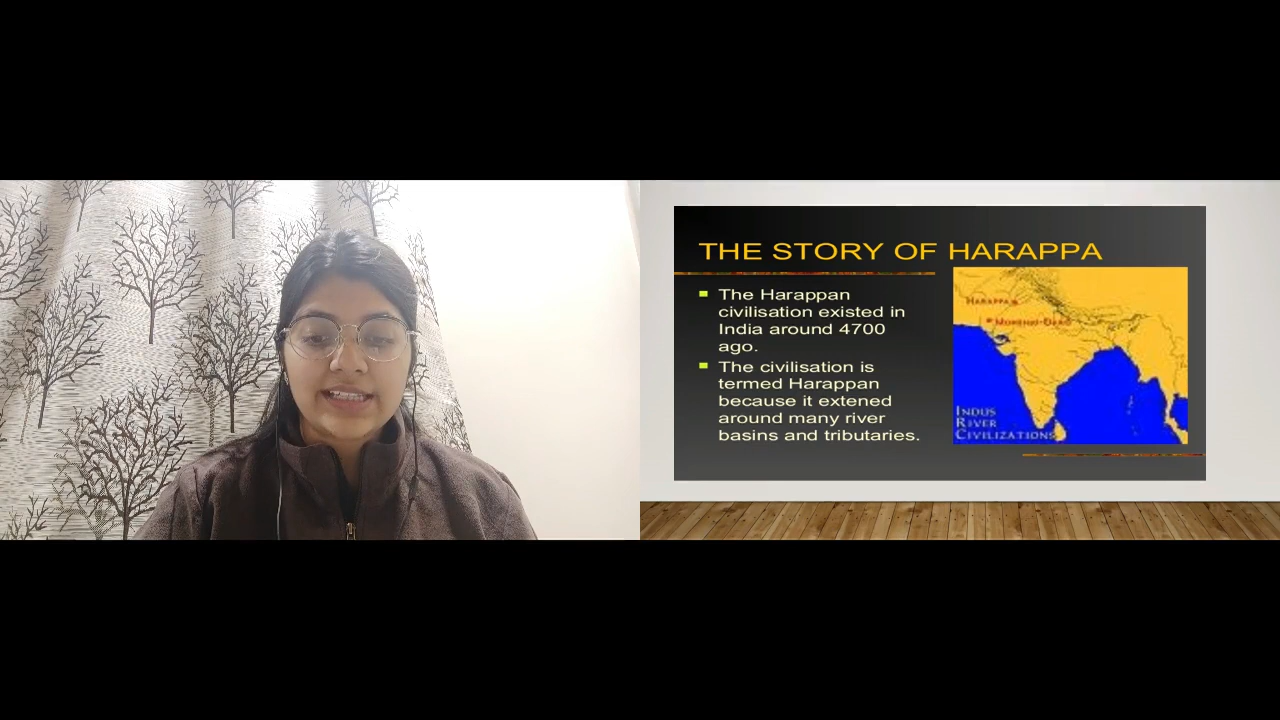 THE STORY OF HARAPPA
The Harappan
civilisation existed in
India around 4700
ago.
The civilisation is
termed Harappan
because it extened
around many river
basins and tributaries.
HARAPPA
MOHENJO-DARO
INDUS
RIVER
CIVILIZATIONS